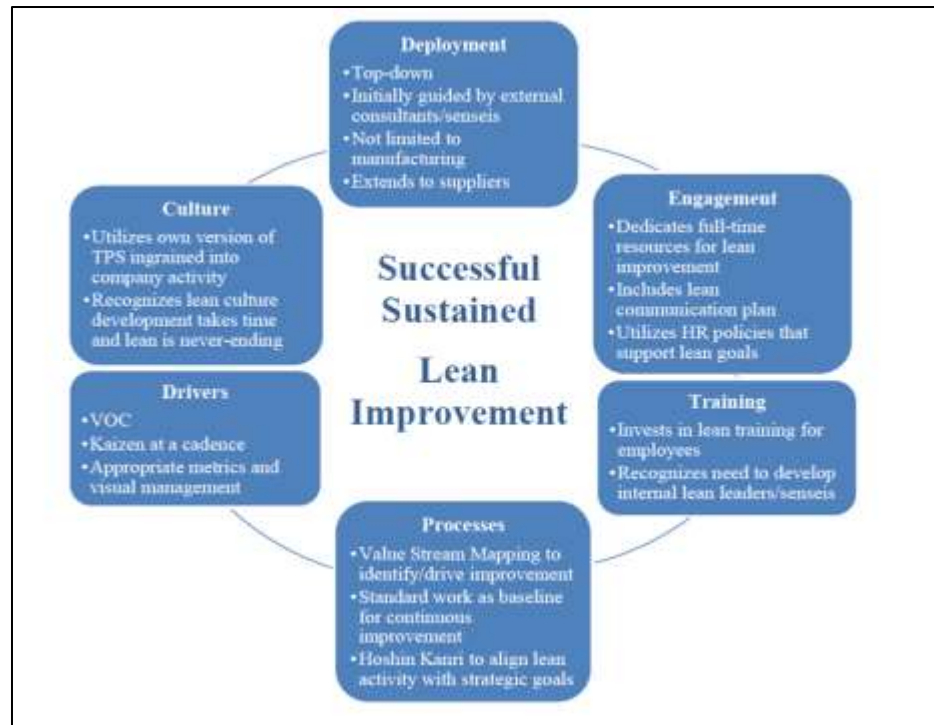 Deployment
•Top-down
•Initially guided by external
consultants/senseis
•Not limited to
manufacturing
•Extends to suppliers
Engagement
•Dedicates full-time
resources for lean
improvement
•Includes lean
communication plan
•Utilizes HR policies that
support lean goals
Training
•Invests in lean training for
employees
•Recognizes need to develop
internal lean leaders/senseis
Processes
•Value Stream Mapping to
identify/drive improvement
•Standard work as baseline
for continuous
improvement
•Hoshin Kanri to align lean
activity with strategic goals
Drivers
•VOC
•Kaizen at a cadence
•Appropriate metrics and
visual management
Culture
•Utilizes own version of
TPS ingrained into
company activity
•Recognizes lean culture
development takes time
and lean is never-ending
Successful
Sustained
Lean
Improvement